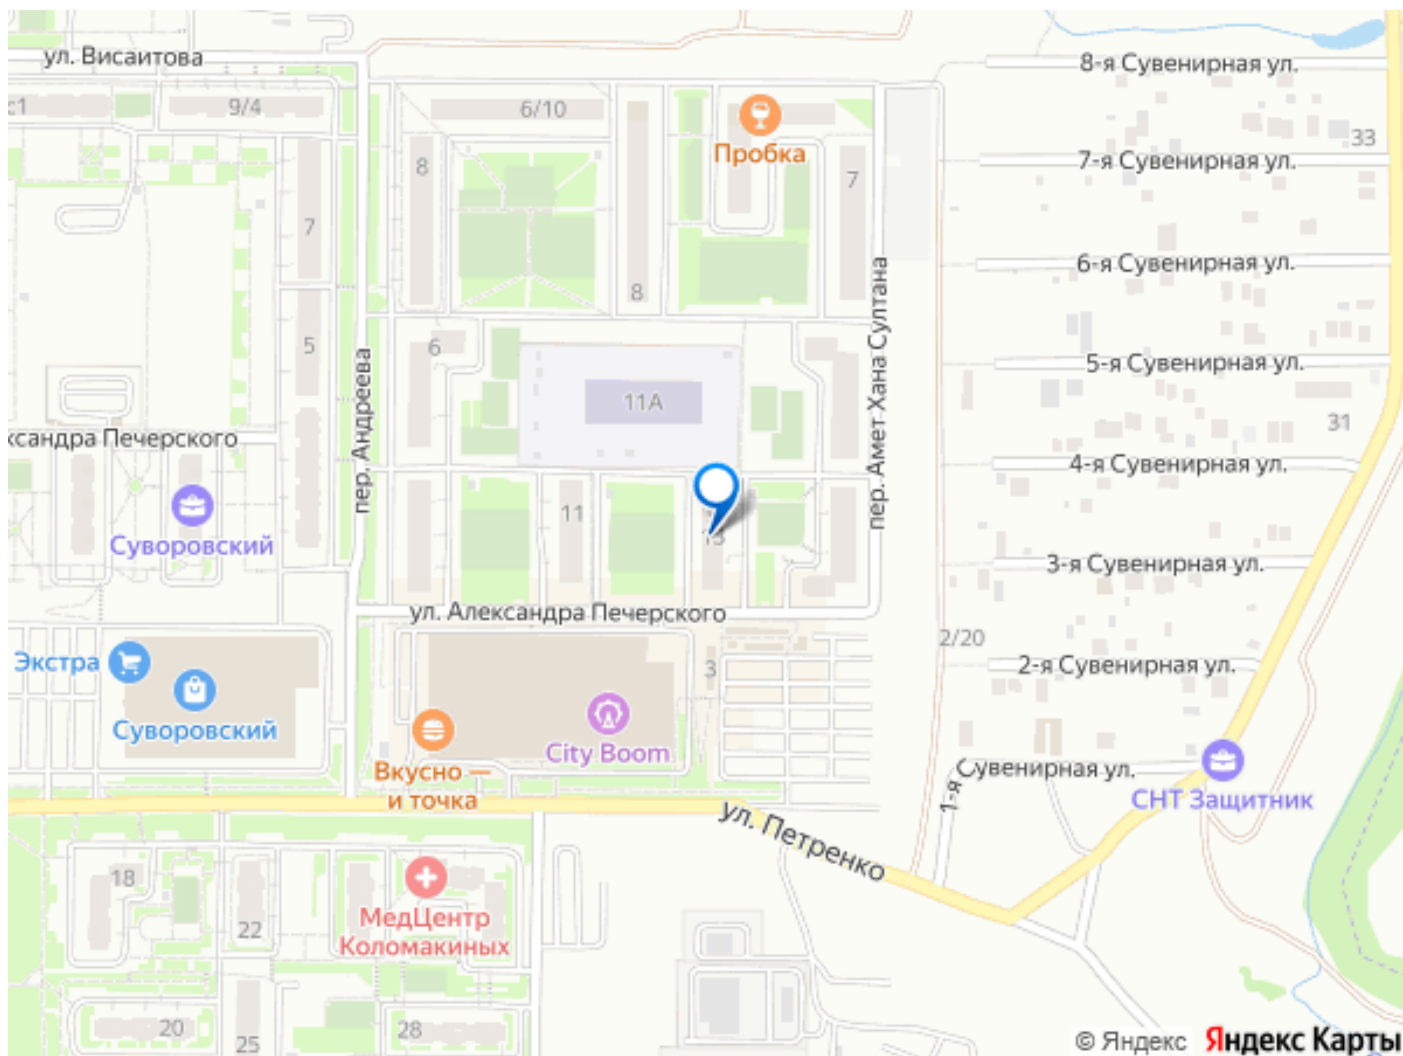 ул. Висаитова
8-я Сувенирная ул.
с1
9/4
6/10
Пробка
33
7-я Сувенирная ул.
8
7
7
6-я Сувенирная ул.
8
пер. Амет Хана Султана
5
6
пер. Андреева
5-я Сувенирная ул.
11А
31
ксандра Печерского
4-я Сувенирная ул.
11
Суворовский
13
3-я Сувенирная ул.
ул. Александра Печерского
2/20
Экстра
3
2-я Сувенирная ул.
Суворовский
City Boom
Вкусно —
и точка
1-я Сувенирная ул.
СНТ Защитник
ул. Петренко
18
МедЦентр
Коломакиных
22
20
25
28
© Яндекс Яндекс Карты